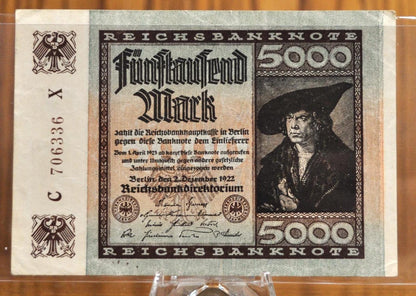 REICHSBANKNOTE
5000
Fünftausend
Mark
zahlt die Reichsbankhauptkasse in Berlin
gegen diese Banknote dem Einlieferer
Vom 1. April 1923 ab kann diese Banknote aufgerufen
und unter Umtausch gegen andere gesetzliche
Zahlungsmittel eingezogen werden
Berlin, den 2. Dezember 1922
Reichsbankdirektorium
5000
REICHSBANKNOTE
C 706336 X